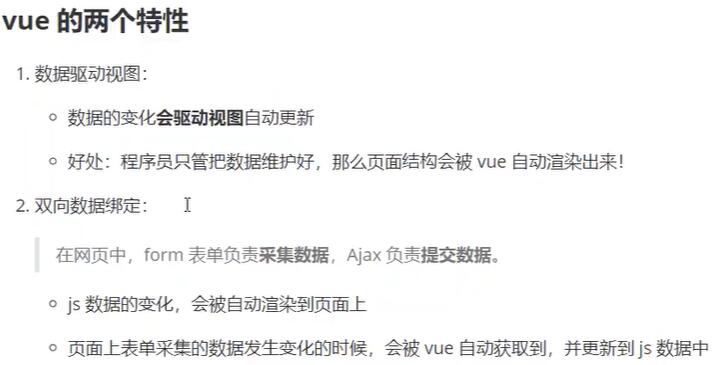 vue 的两个特性
1. 数据驱动视图：
数据的变化会驱动视图自动更新
好处：程序员只管把数据维护好，那么页面结构会被 vue 自动渲染出来！
2. 双向数据绑定：
在网页中，form 表单负责采集数据，Ajax 负责提交数据。
js 数据的变化，会被自动渲染到页面上
页面上表单采集的数据发生变化的时候，会被 vue 自动获取到，并更新到 js 数据中